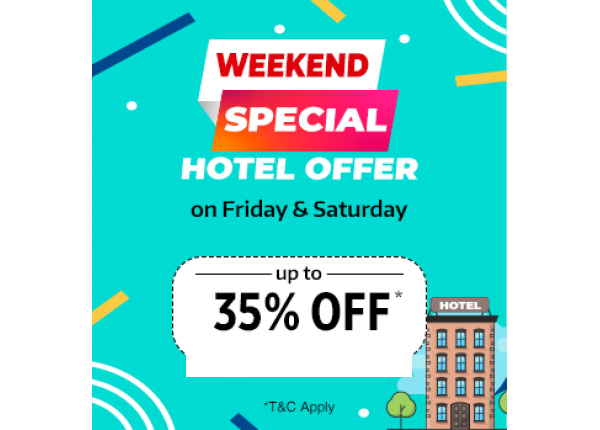 WEEKEND
SPECIAL
HOTEL OFFER
on Friday & Saturday
up to
35% OFF*
HOTEL
*T&C Apply